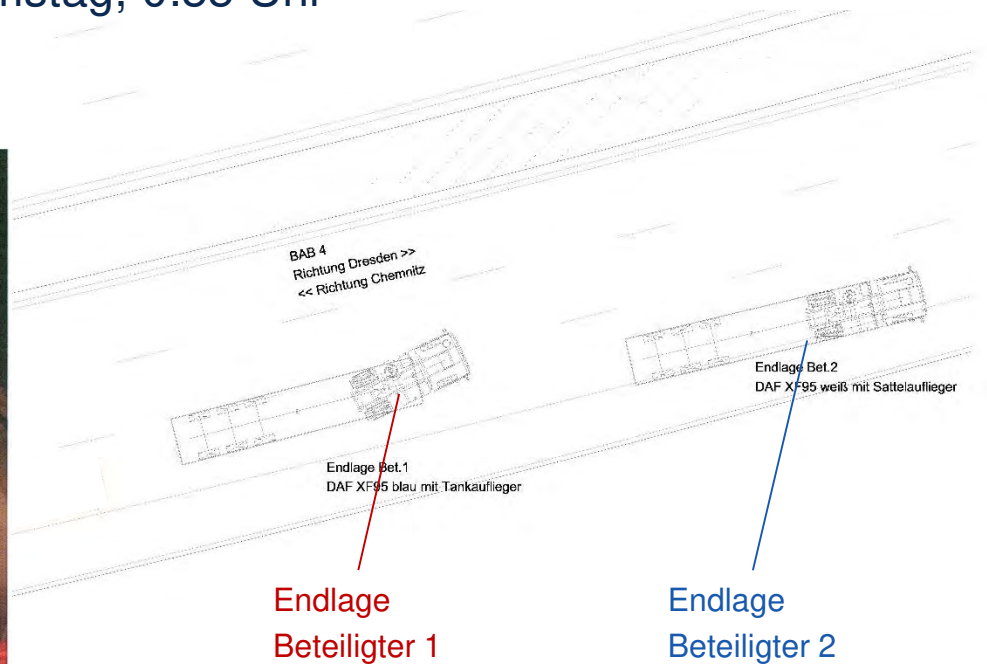 BAB 4
Richtung Dresden >>
<< Richtung Chemnitz
Endlage Bet.2
DAF XF95 weiß mit Sattelauflieger
Endlage Bet.1
DAF XF95 blau mit Tankauflieger
Endlage
Beteiligter 1
Endlage
Beteiligter 2